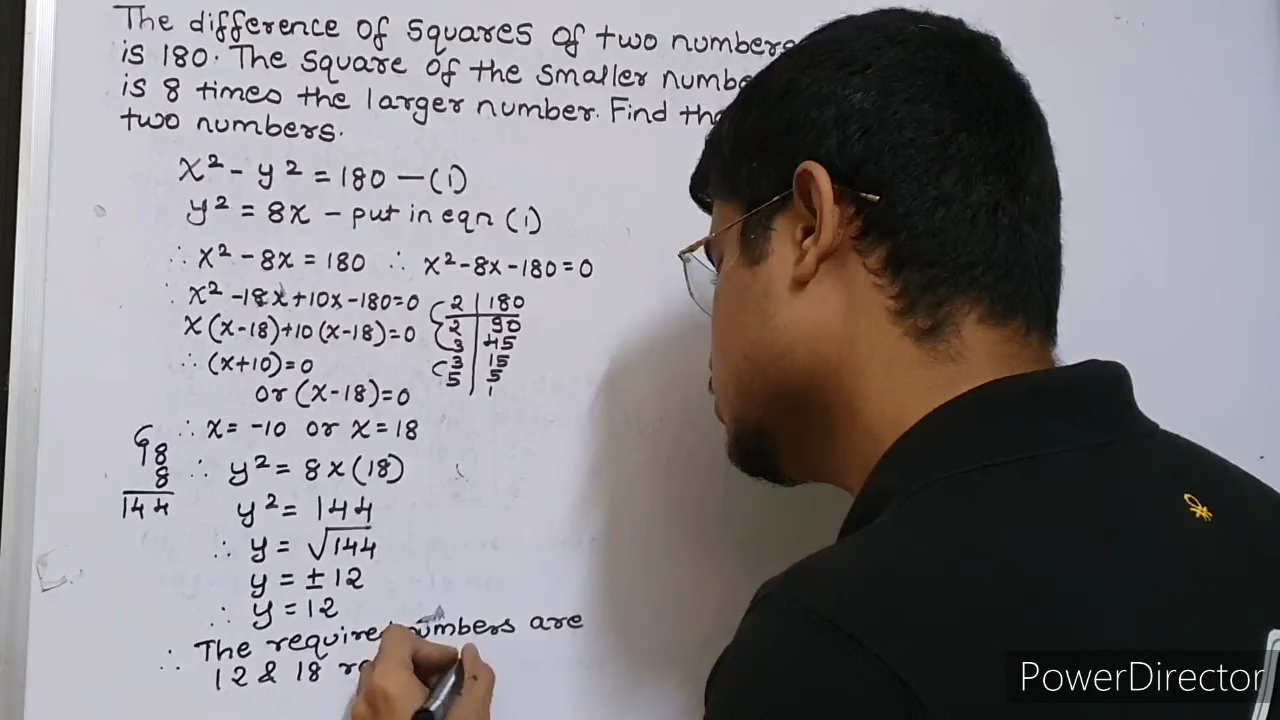 The difference of squares of two numbers
is 180. The square of the smaller
is 8 times the larger number. Find
two numbers.
x² - y² = 180 — (1)
y² = 8x – put in eqn (1)
∴ x² - 8x = 180 ∴ x² - 8x - 180 = 0
∴ x² - 18x + 10x - 180 = 0
x(x-18) + 10(x-18) = 0
∴ (x+10) = 0
or (x-18) = 0
2 | 180
2 | 90
3 | 45
3 | 15
5 | 5
1
∴ x = -10 or x = 18
∴ y² = 8 x (18)
18
8
144
y² = 144
∴ y = √144
y = ± 12
∴ y = 12
∴ The numbers are
12 & 18
PowerDirector